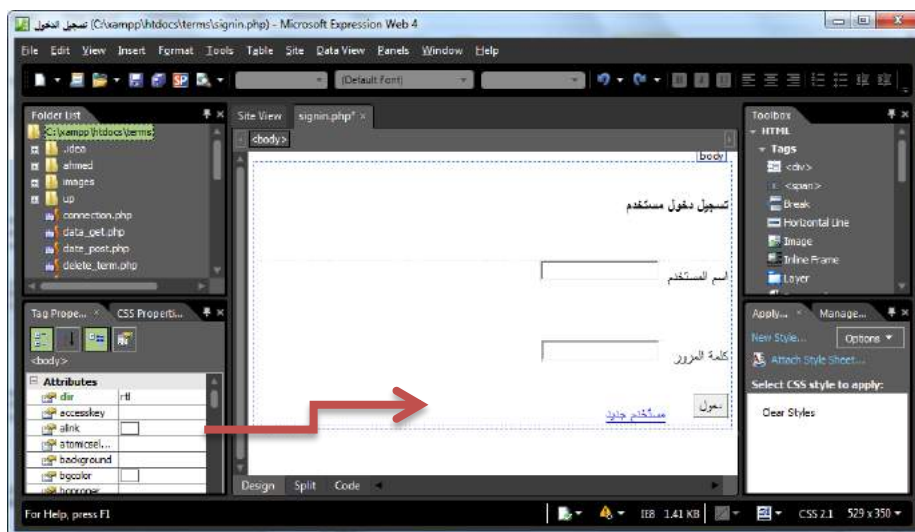 تسجيل الدخول (C:\xampp\htdocs\terms\signin.php) - Microsoft Expression Web 4
File Edit View Insert Format Tools Table Site Data View Panels Window Help
(Default Font)
Folder List
C:\xampp\htdocs\terms
.idea
ahmed
images
up
connection.php
data_get.php
date_post.php
delete_term.php
Tag Prope...
CSS Properti...
<body>
Attributes
dir rtl
accesskey
alink
atomicsel...
background
bgcolor
Site View signin.php*
<body>
body
تسجيل دخول مستخدم
اسم المستخدم
كلمة المرور
دخول
مستخدم جديد
Design Split Code
Toolbox
HTML
Tags
<div>
<span>
Break
Horizontal Line
Image
Inline Frame
Layer
Apply...
Manage...
New Style...
Options
Attach Style Sheet...
Select CSS style to apply:
Clear Styles
For Help, press F1
IE8 1.41 KB
CSS 2.1 529 x 350